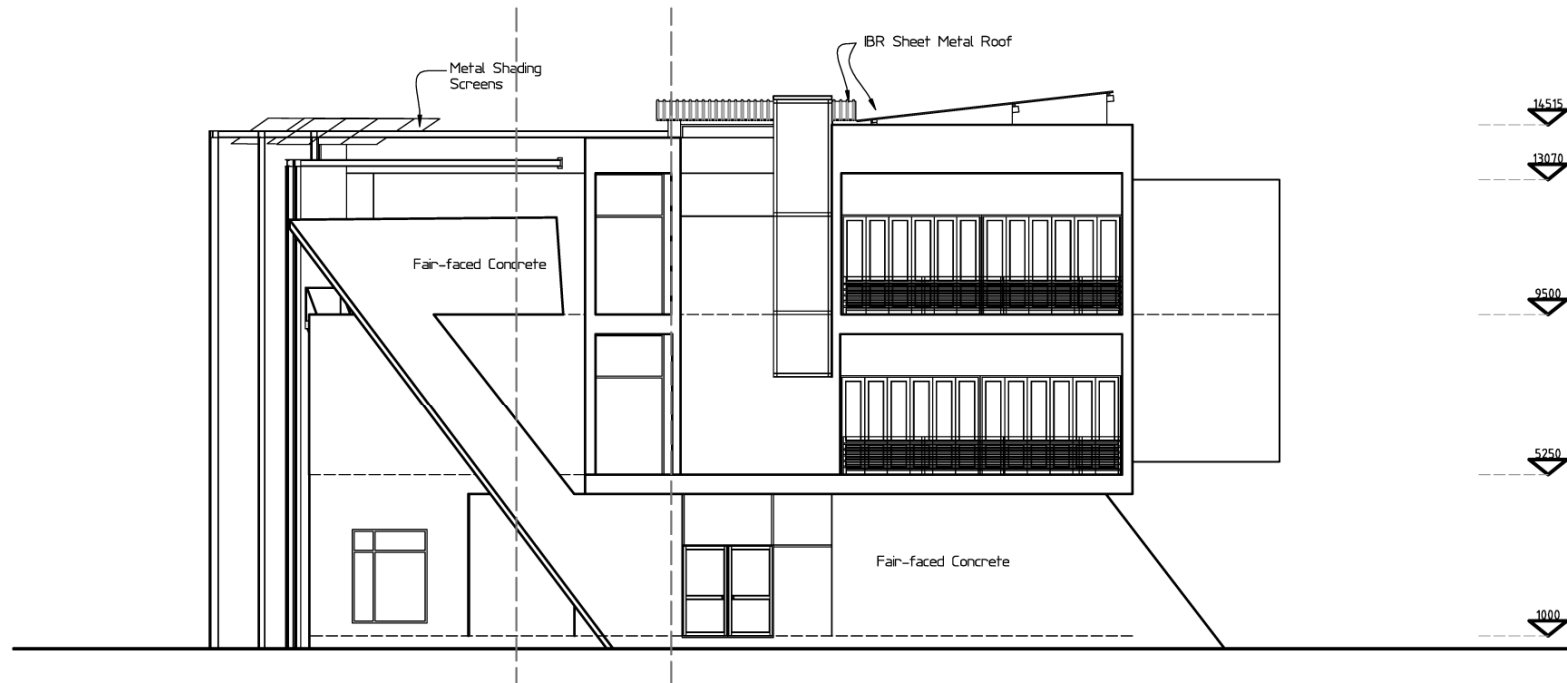 IBR Sheet Metal Roof
Metal Shading
Screens
14515
13070
Fair-faced Concrete
9500
5250
Fair-faced Concrete
1000